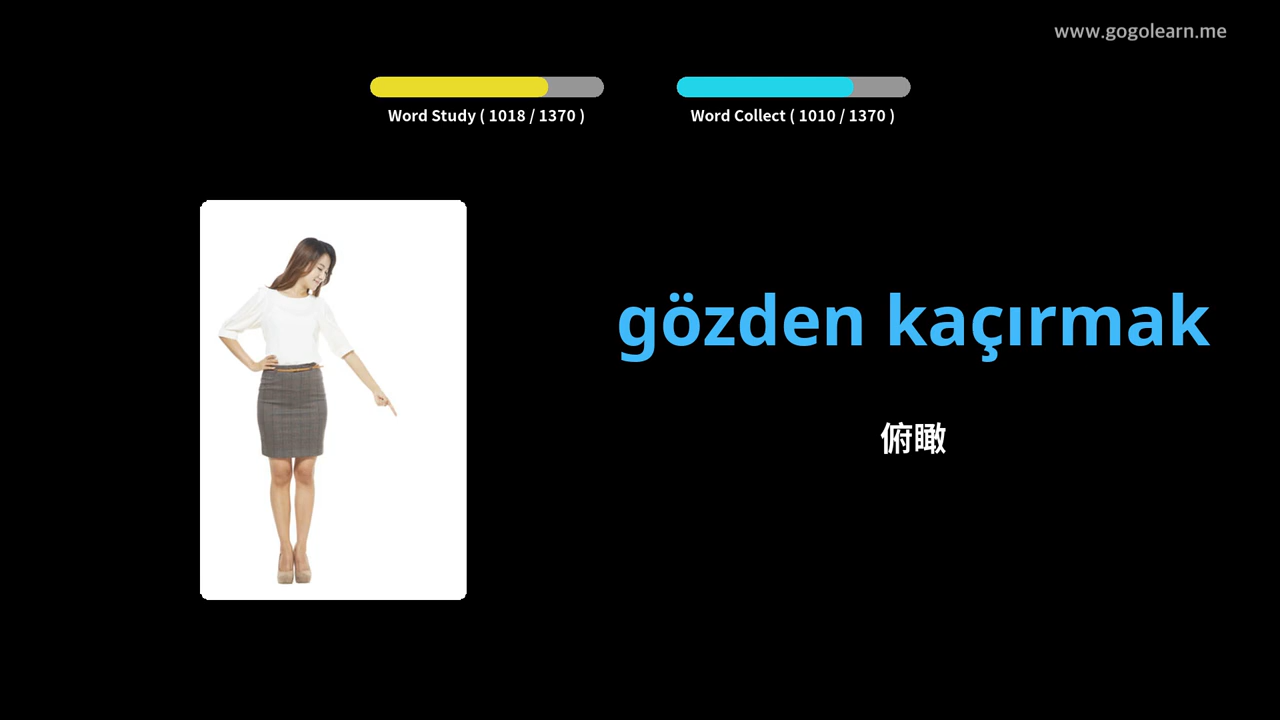 www.gogolearn.me
Word Study ( 1018 / 1370 )
Word Collect ( 1010 / 1370 )
gözden kaçırmak
俯瞰